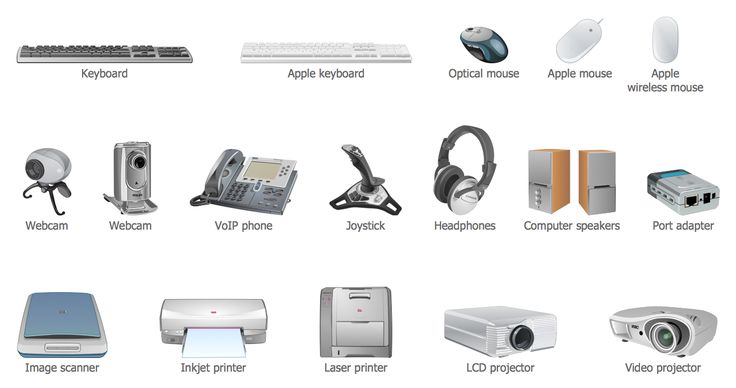 Keyboard
Apple keyboard
Optical mouse
Apple mouse
Apple
wireless mouse
Webcam
Webcam
VoIP phone
Joystick
Headphones
Computer speakers
Port adapter
Image scanner
Inkjet printer
Laser printer
LCD projector
Video projector